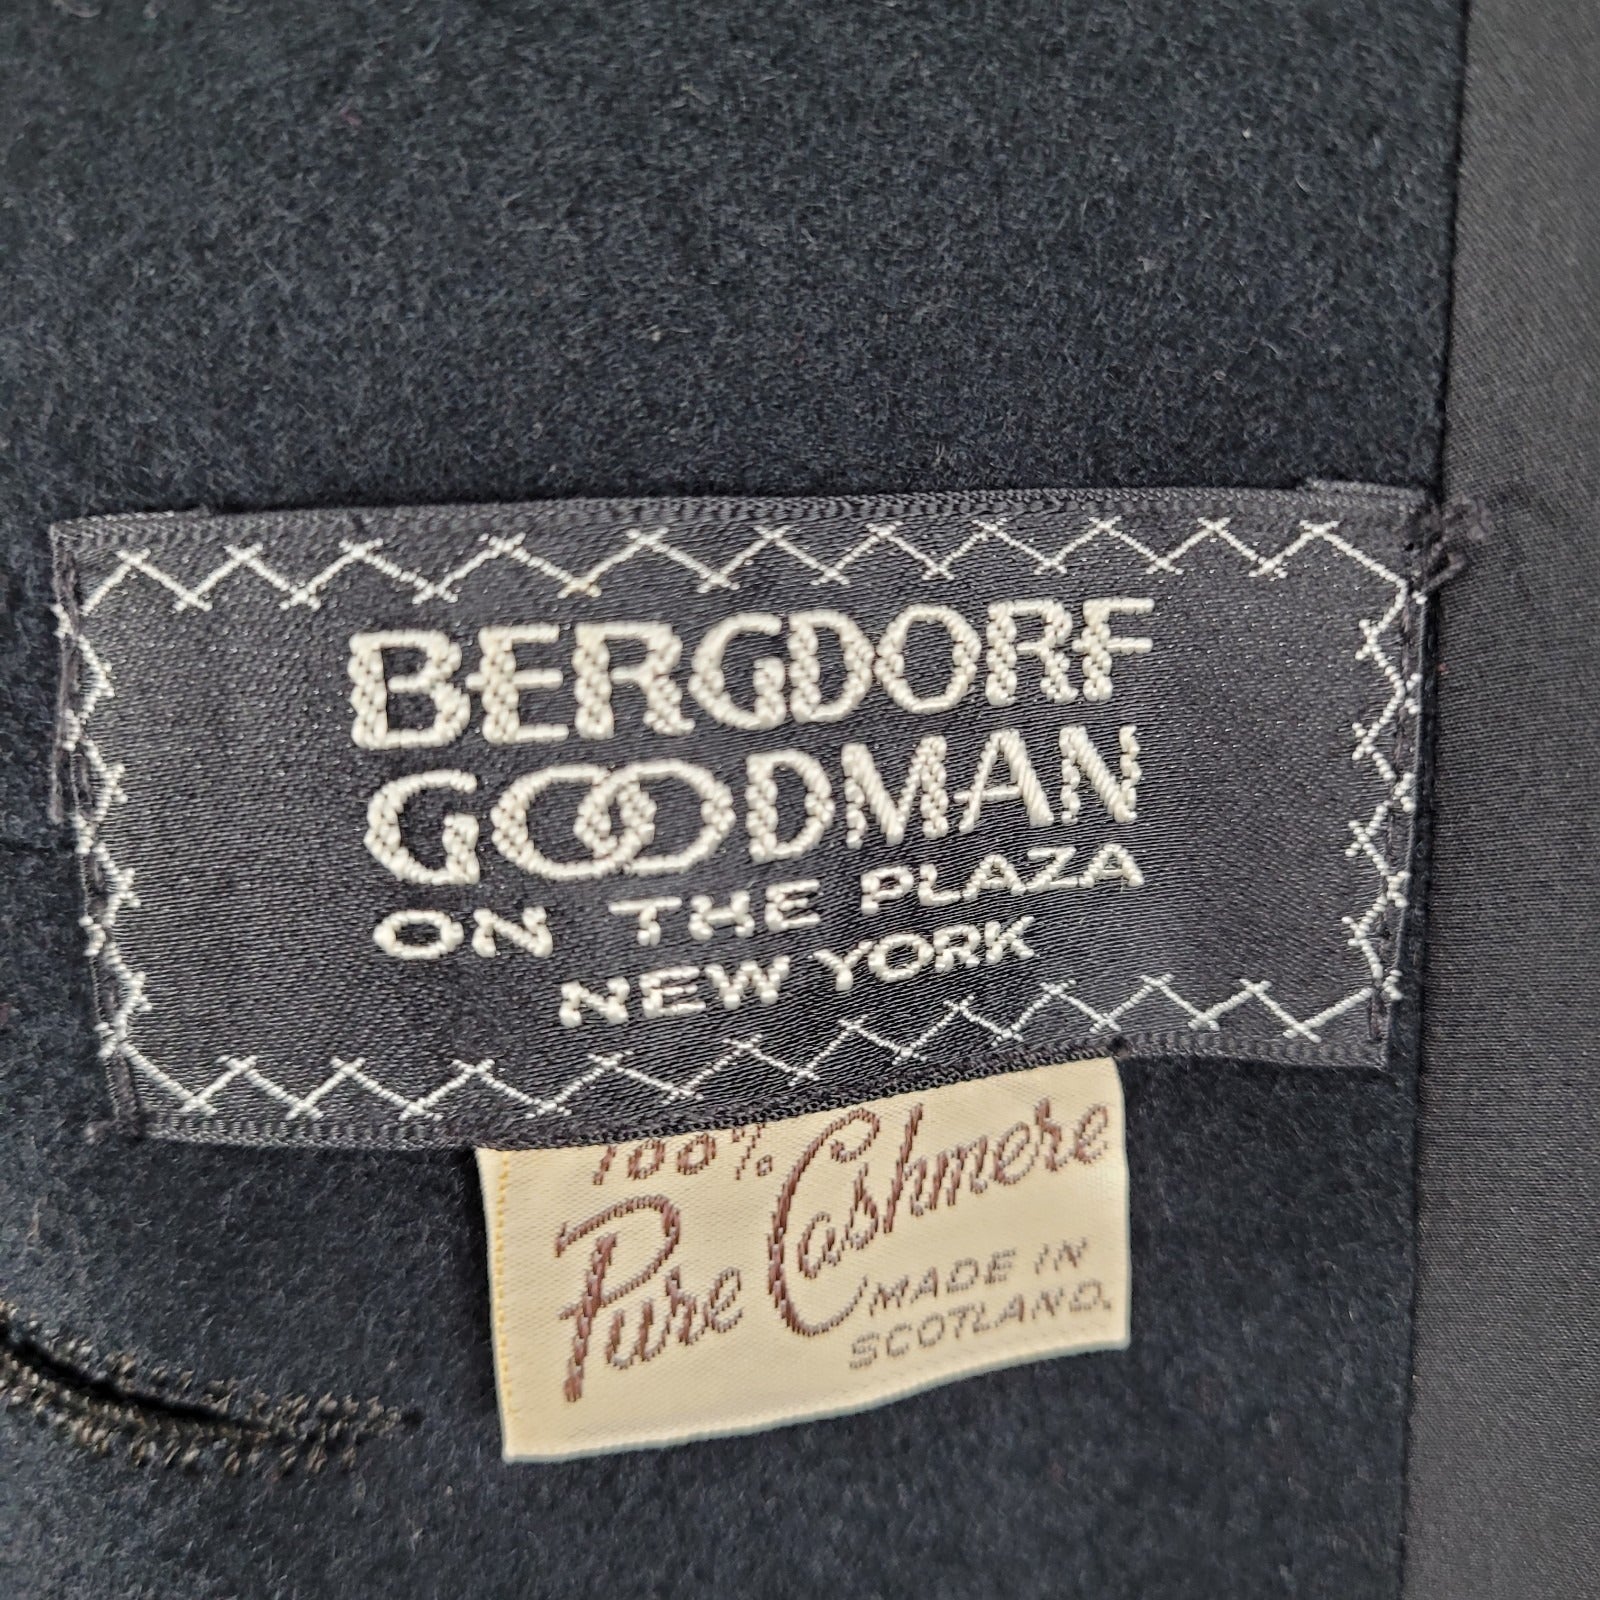 BERGDORF
GOODMAN
ON THE PLAZA
NEW YORK
100%
Pure Cashmere
MADE IN
SCOTLAND.